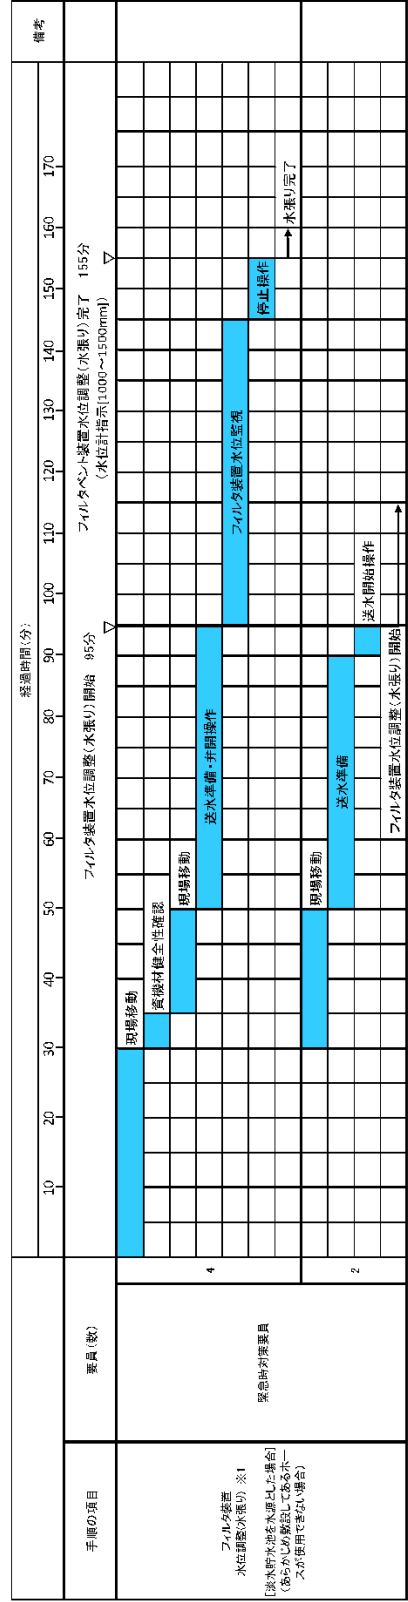 手順の項目
要員(数)
経過時間(分)
備考
10 20 30 40 50 60 70 80 90 100 110 120 130 140 150 160 170
フィルタ装置水位調整(水張り)開始 95分
フィルタベント装置水位調整(水張り)完了 155分
(水位計指示[1000～1500mm])
フィルタ装置
水位調整(水張り) ※1
[淡水貯水池を水源とした場合]
(あらかじめ敷設してあるホー
スが使用できない場合)
緊急時対策要員
4
現場移動
資機材健全性確認
現場移動
送水準備・弁開操作
フィルタ装置水位監視
停止操作
水張り完了
2
現場移動
送水準備
送水開始操作
フィルタ装置水位調整(水張り)開始